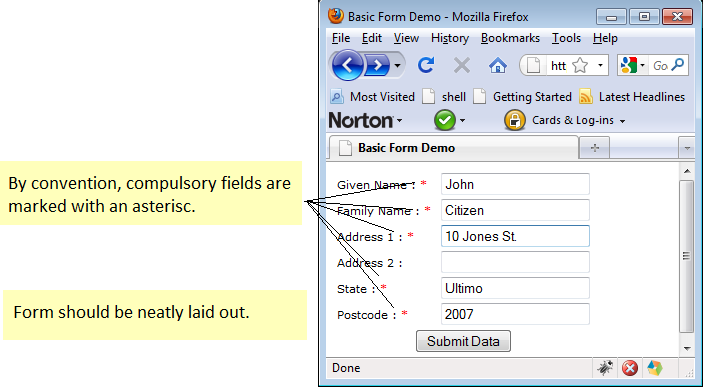 Basic Form Demo - Mozilla Firefox
File Edit View History Bookmarks Tools Help
htt Go
Most Visited shell Getting Started Latest Headlines
Norton Cards & Log-ins
Basic Form Demo
By convention, compulsory fields are
marked with an asterisc.
Given Name : * John
Family Name : * Citizen
Address 1 : * 10 Jones St.
Address 2 :
State : * Ultimo
Postcode : * 2007
Form should be neatly laid out.
Submit Data
Done